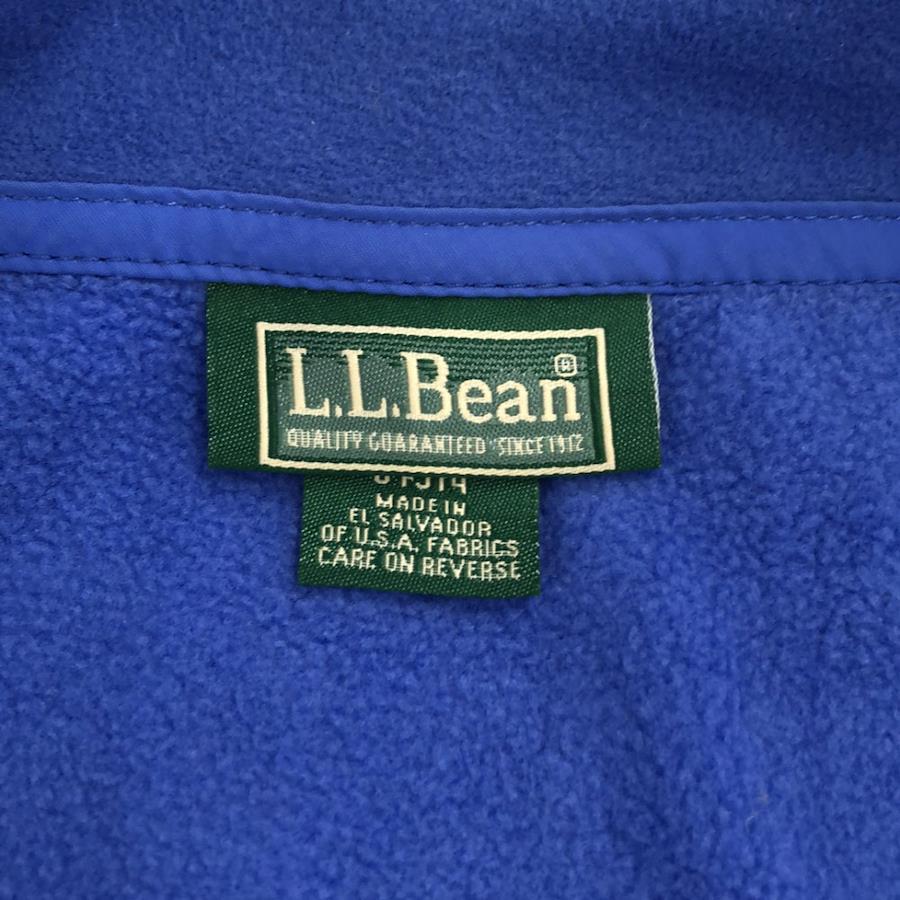 L.L.Bean®
QUALITY GUARANTEED SINCE 1912
MADE IN
EL SALVADOR
OF U.S.A. FABRICS
CARE ON REVERSE